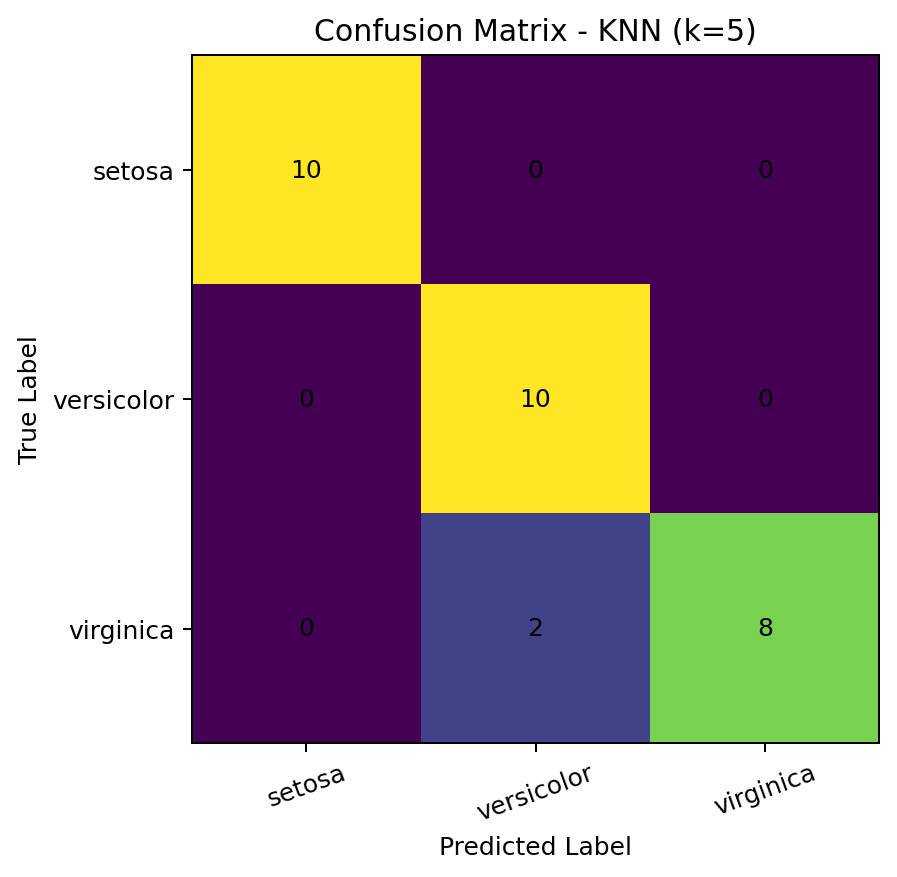 Confusion Matrix - KNN (k=5)
True Label
setosa
10 0 0
versicolor
0 10 0
virginica
0 2 8
setosa versicolor virginica
Predicted Label